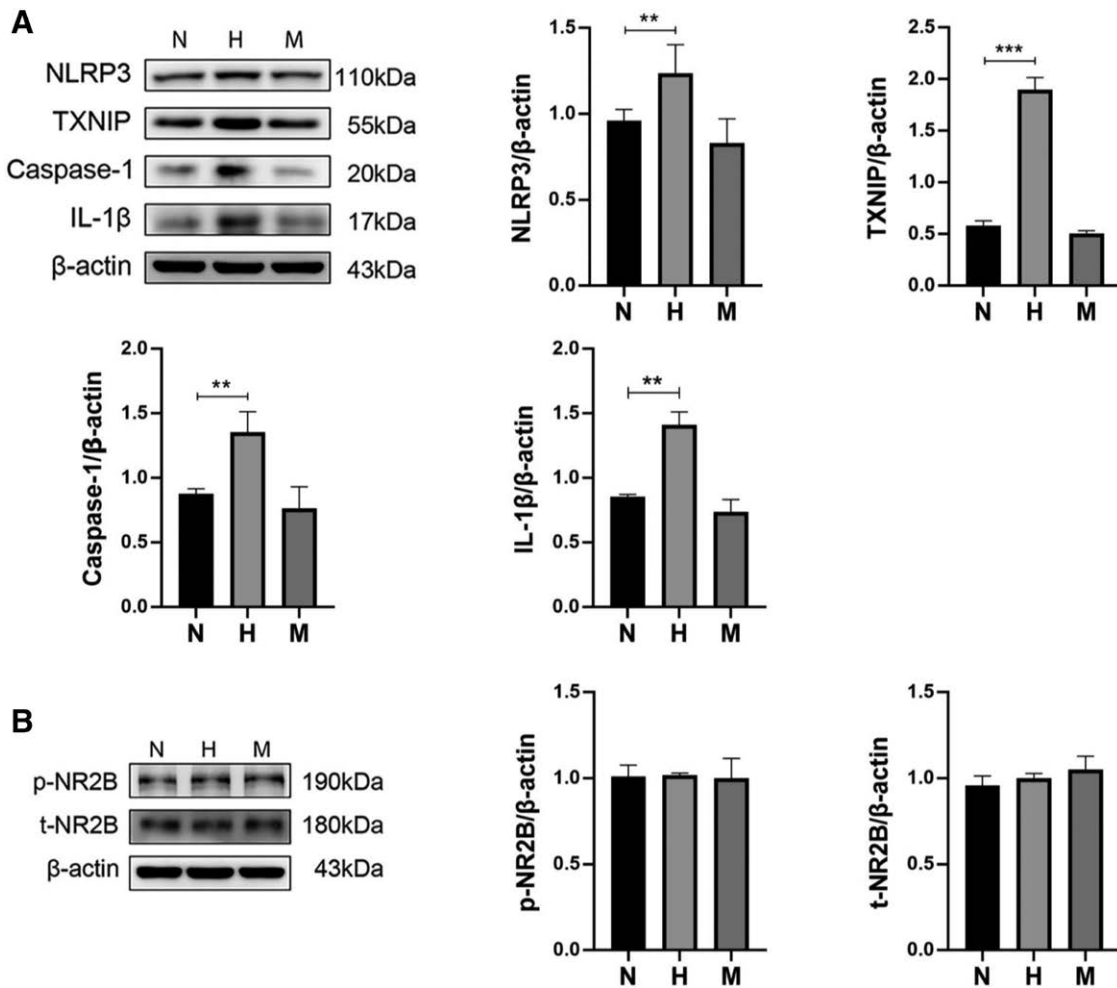 A
N H M
NLRP3 110kDa
TXNIP 55kDa
Caspase-1 20kDa
IL-1β 17kDa
β-actin 43kDa
NLRP3/β-actin
1.5
1.0
0.5
0.0
**
N H M
TXNIP/β-actin
2.5
2.0
1.5
1.0
0.5
0.0
***
N H M
Caspase-1/β-actin
2.0
1.5
1.0
0.5
0.0
**
N H M
IL-1β/β-actin
2.0
1.5
1.0
0.5
0.0
**
N H M
B
N H M
p-NR2B 190kDa
t-NR2B 180kDa
β-actin 43kDa
p-NR2B/β-actin
1.5
1.0
0.5
0.0
N H M
t-NR2B/β-actin
1.5
1.0
0.5
0.0
N H M